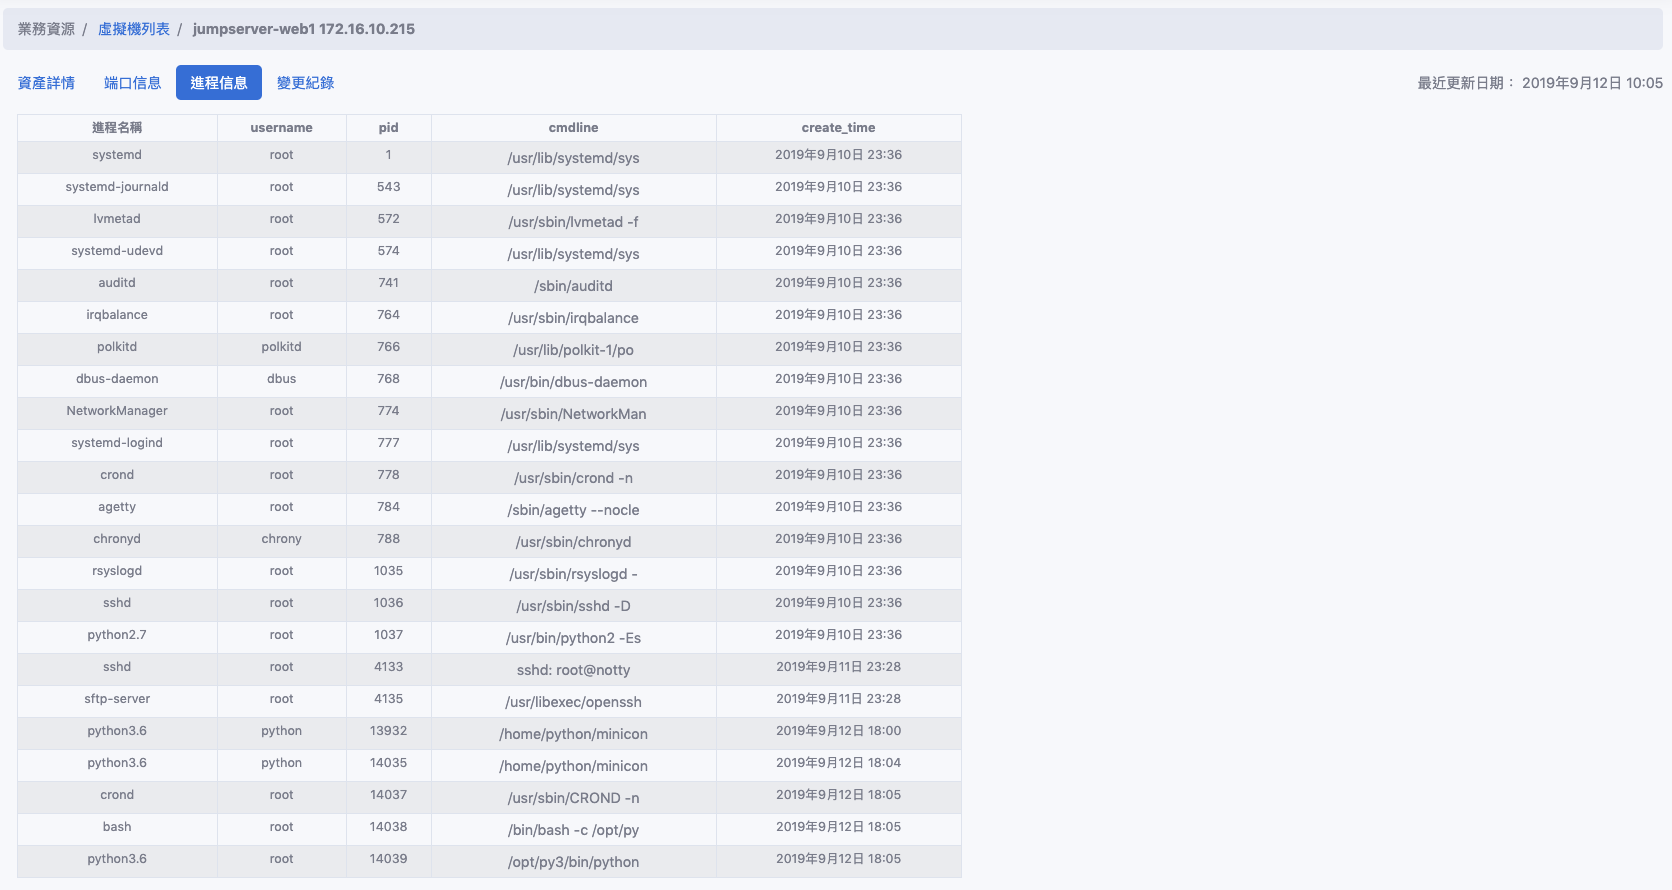 業務資源 / 虛擬機列表 / jumpserver-web1 172.16.10.215
資產詳情 端口信息 進程信息 變更紀錄 最近更新日期： 2019年9月12日 10:05
進程名稱 username pid cmdline create_time
systemd root 1 /usr/lib/systemd/sys 2019年9月10日 23:36
systemd-journald root 543 /usr/lib/systemd/sys 2019年9月10日 23:36
lvmetad root 572 /usr/sbin/lvmetad -f 2019年9月10日 23:36
systemd-udevd root 574 /usr/lib/systemd/sys 2019年9月10日 23:36
auditd root 741 /sbin/auditd 2019年9月10日 23:36
irqbalance root 764 /usr/sbin/irqbalance 2019年9月10日 23:36
polkitd polkitd 766 /usr/lib/polkit-1/po 2019年9月10日 23:36
dbus-daemon dbus 768 /usr/bin/dbus-daemon 2019年9月10日 23:36
NetworkManager root 774 /usr/sbin/NetworkMan 2019年9月10日 23:36
systemd-logind root 777 /usr/lib/systemd/sys 2019年9月10日 23:36
crond root 778 /usr/sbin/crond -n 2019年9月10日 23:36
agetty root 784 /sbin/agetty --nocle 2019年9月10日 23:36
chronyd chrony 788 /usr/sbin/chronyd 2019年9月10日 23:36
rsyslogd root 1035 /usr/sbin/rsyslogd - 2019年9月10日 23:36
sshd root 1036 /usr/sbin/sshd -D 2019年9月10日 23:36
python2.7 root 1037 /usr/bin/python2 -Es 2019年9月10日 23:36
sshd root 4133 sshd: root@notty 2019年9月11日 23:28
sftp-server root 4135 /usr/libexec/openssh 2019年9月11日 23:28
python3.6 python 13932 /home/python/minicon 2019年9月12日 18:00
python3.6 python 14035 /home/python/minicon 2019年9月12日 18:04
crond root 14037 /usr/sbin/CROND -n 2019年9月12日 18:05
bash root 14038 /bin/bash -c /opt/py 2019年9月12日 18:05
python3.6 root 14039 /opt/py3/bin/python 2019年9月12日 18:05